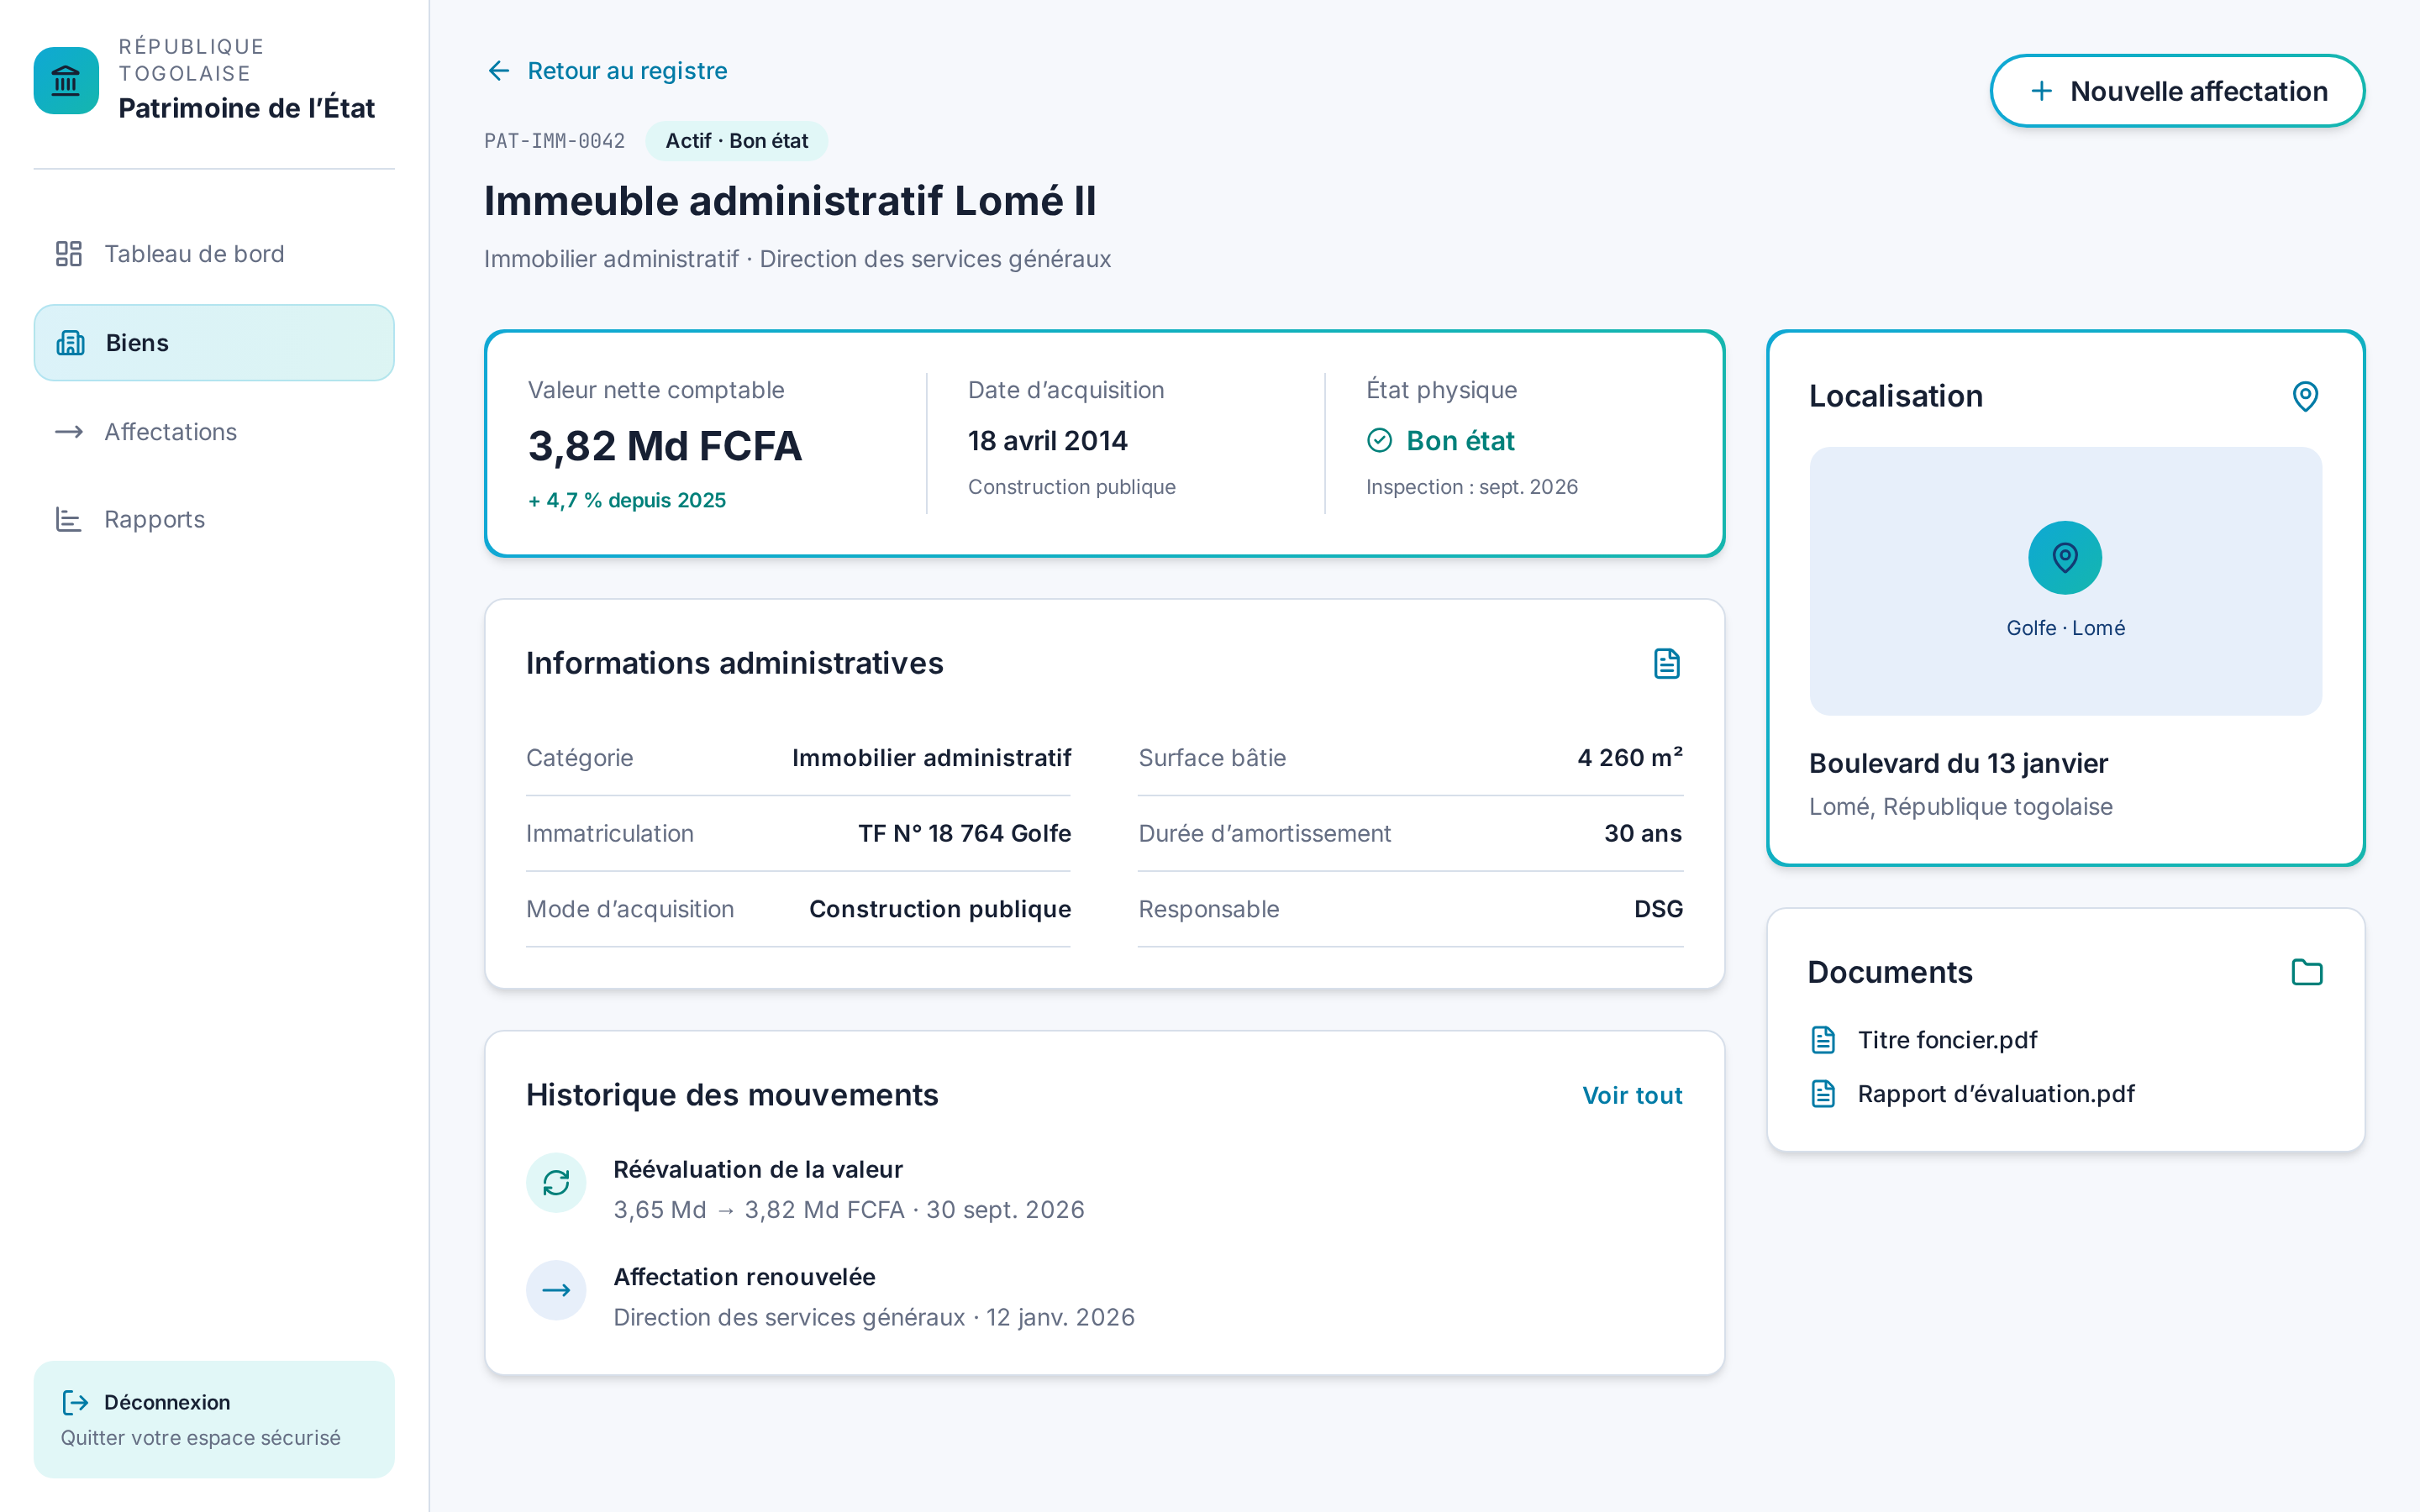 RÉPUBLIQUE
TOGOLAISE
Patrimoine de l’État
Tableau de bord
Biens
Affectations
Rapports
Déconnexion
Quitter votre espace sécurisé
Retour au registre
Nouvelle affectation
PAT-IMM-0042
Actif · Bon état
Immeuble administratif Lomé II
Immobilier administratif · Direction des services généraux
Valeur nette comptable
3,82 Md FCFA
+ 4,7 % depuis 2025
Date d’acquisition
18 avril 2014
Construction publique
État physique
Bon état
Inspection : sept. 2026
Informations administratives
Catégorie
Immobilier administratif
Surface bâtie
4 260 m²
Immatriculation
TF N° 18 764 Golfe
Durée d’amortissement
30 ans
Mode d’acquisition
Construction publique
Responsable
DSG
Historique des mouvements
Voir tout
Réévaluation de la valeur
3,65 Md → 3,82 Md FCFA · 30 sept. 2026
Affectation renouvelée
Direction des services généraux · 12 janv. 2026
Localisation
Golfe · Lomé
Boulevard du 13 janvier
Lomé, République togolaise
Documents
Titre foncier.pdf
Rapport d’évaluation.pdf